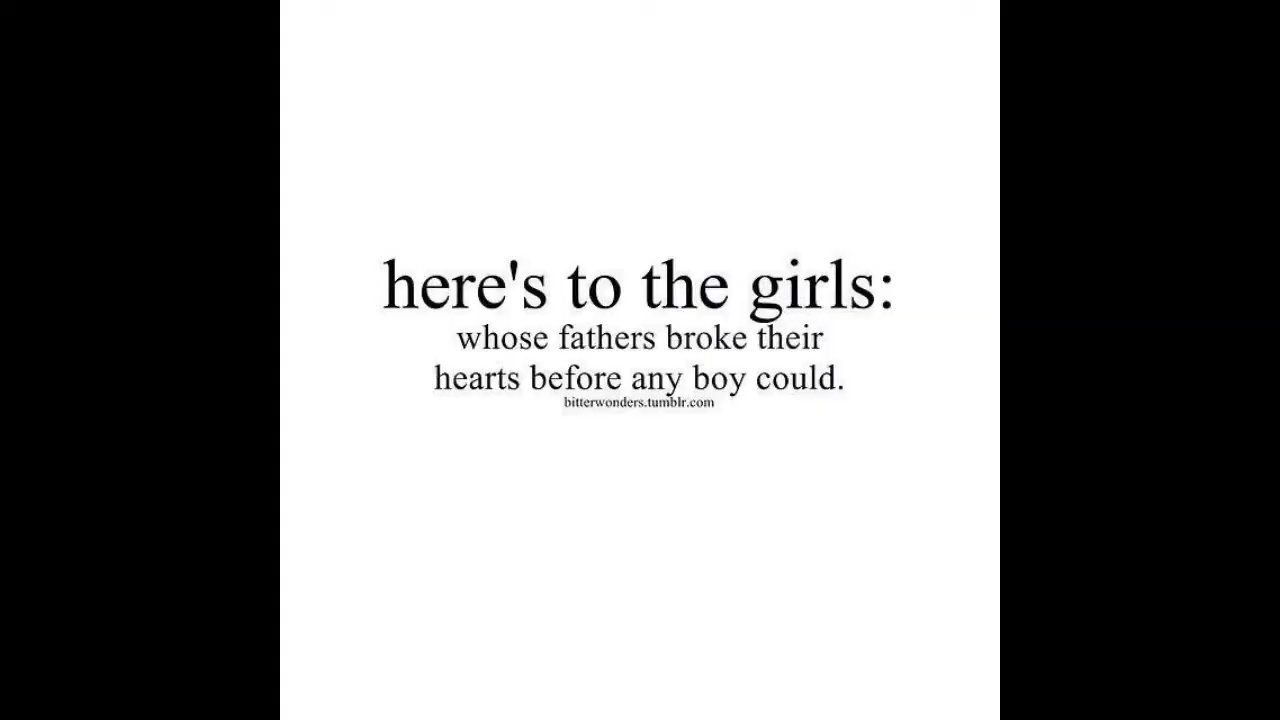 here's to the girls:
whose fathers broke their
hearts before any boy could.
bitterwonders.tumblr.com